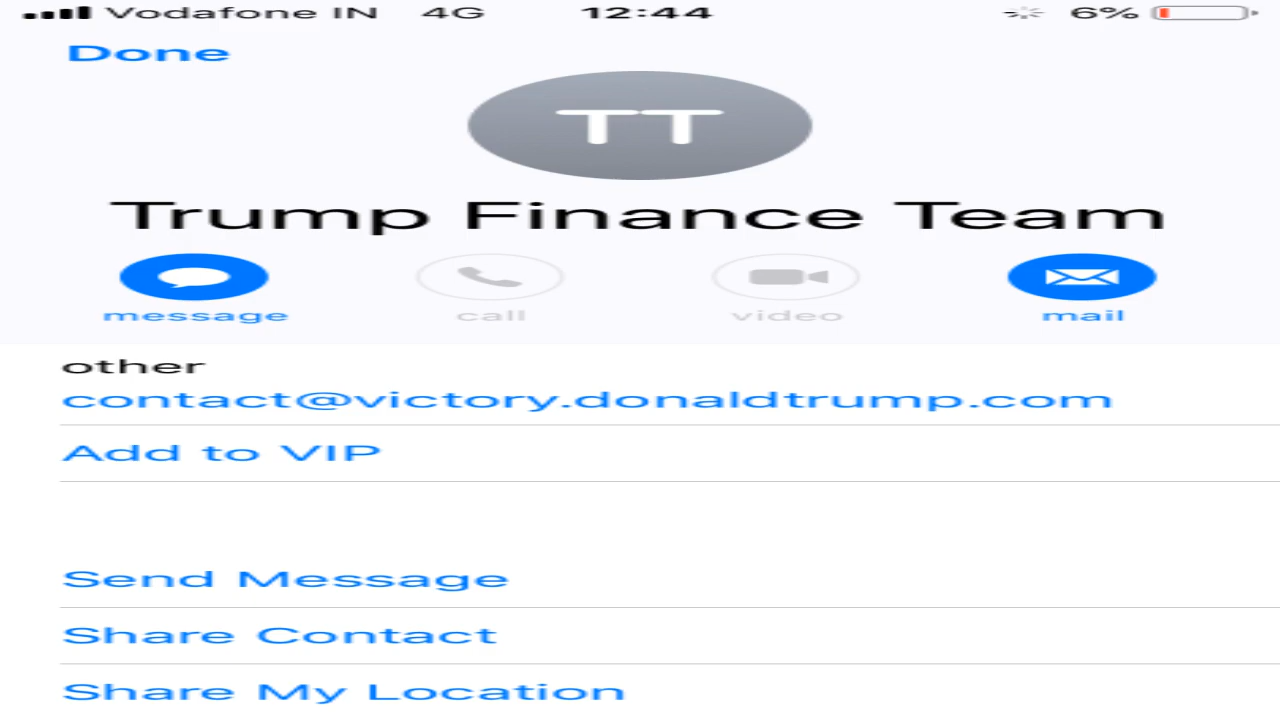 Vodafone IN 4G 12:44 6%
Done
TT
Trump Finance Team
message call video mail
other
contact@victory.donaldtrump.com
Add to VIP
Send Message
Share Contact
Share My Location